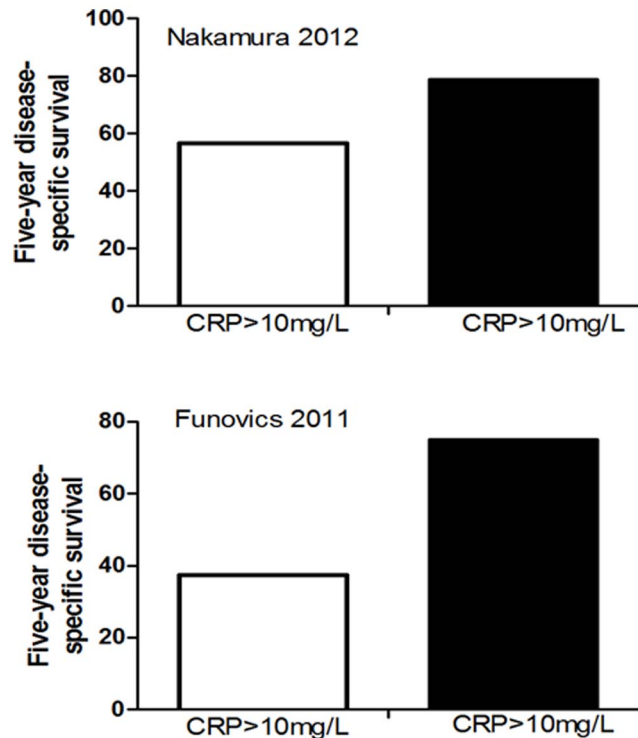 Nakamura 2012
Five-year disease-
specific survival
100
80
60
40
20
0
CRP>10mg/L
CRP>10mg/L
Funovics 2011
Five-year disease-
specific survival
80
60
40
20
0
CRP>10mg/L
CRP>10mg/L